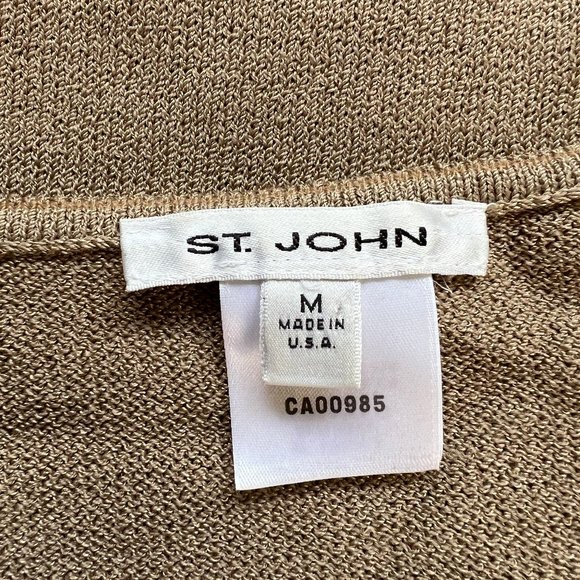 ST. JOHN
M
MADE IN
U.S.A.
CA00985